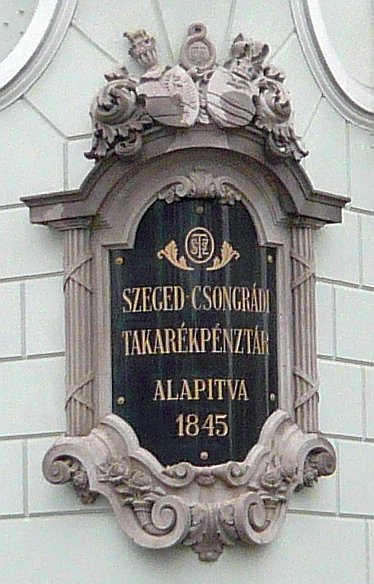 SZEGED-CSONGRÁDI
TAKARÉKPÉNZTÁR
ALAPITVA
1845